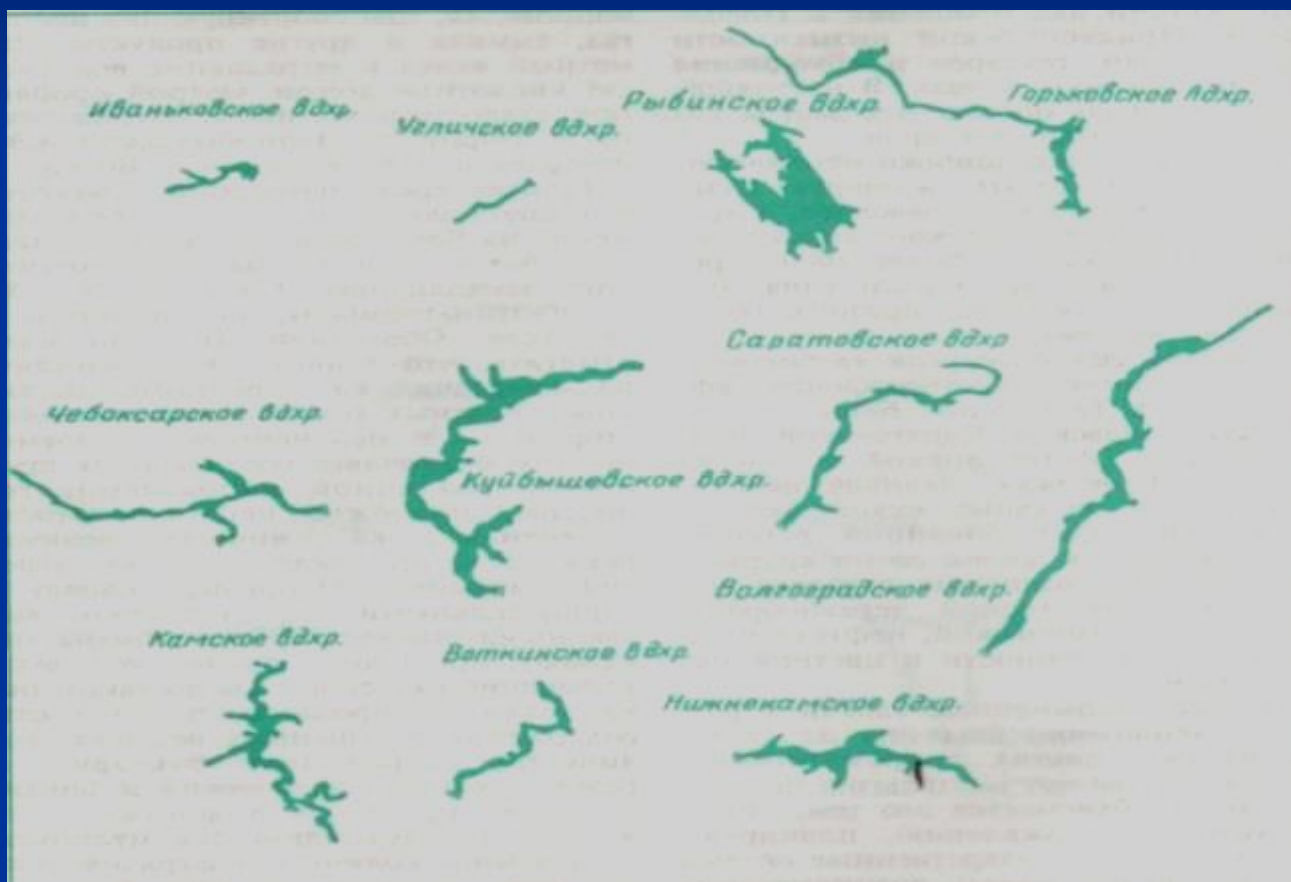 Иваньковское вдхр.
Угличское вдхр.
Рыбинское вдхр.
Горьковское вдхр.
Саратовское вдхр
Чебоксарское вдхр.
Куйбышевское вдхр.
Волгоградское вдхр.
Камское вдхр.
Воткинское вдхр.
Нижнекамское вдхр.